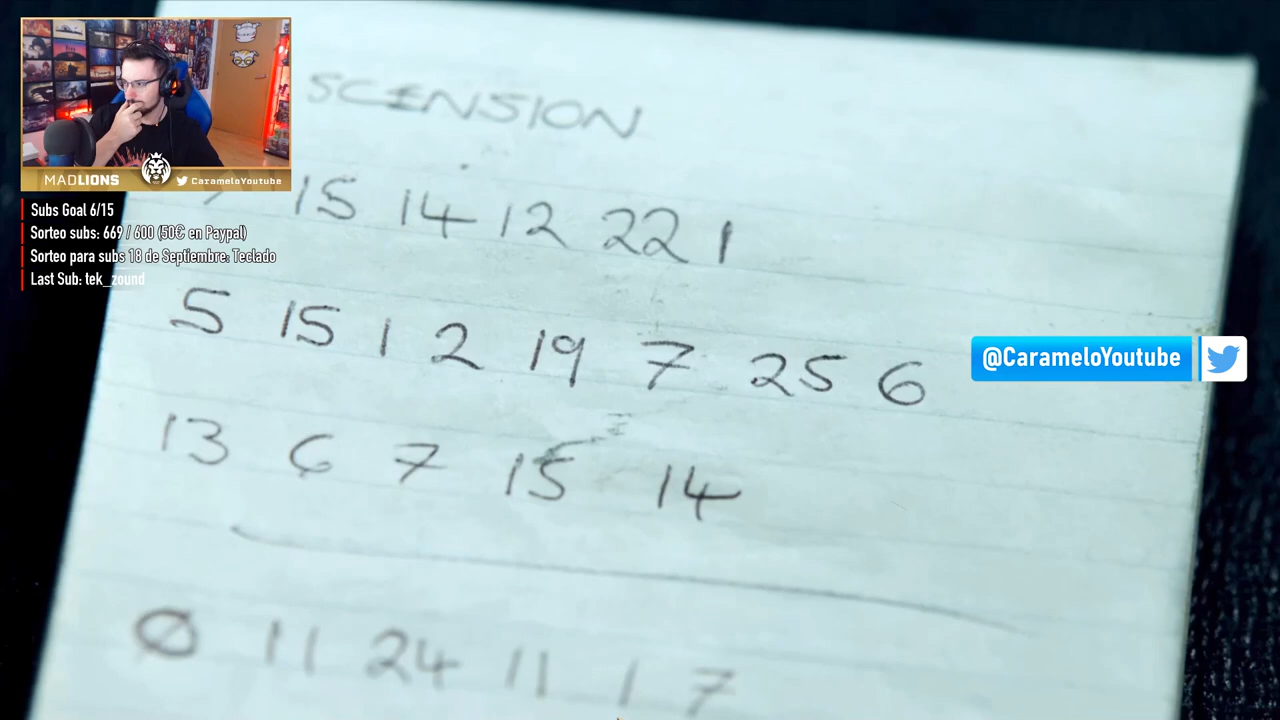 SCENSION
15 14 12 22 1
5 15 1 2 19 7 25 6
13 6 7 15 14
Ø 11 24 11 1 7
MADLIONS
CarameloYoutube
Subs Goal 6/15
Sorteo subs: 669 / 600 (50€ en Paypal)
Sorteo para subs 18 de Septiembre: Teclado
Last Sub: tek_zound
@CarameloYoutube